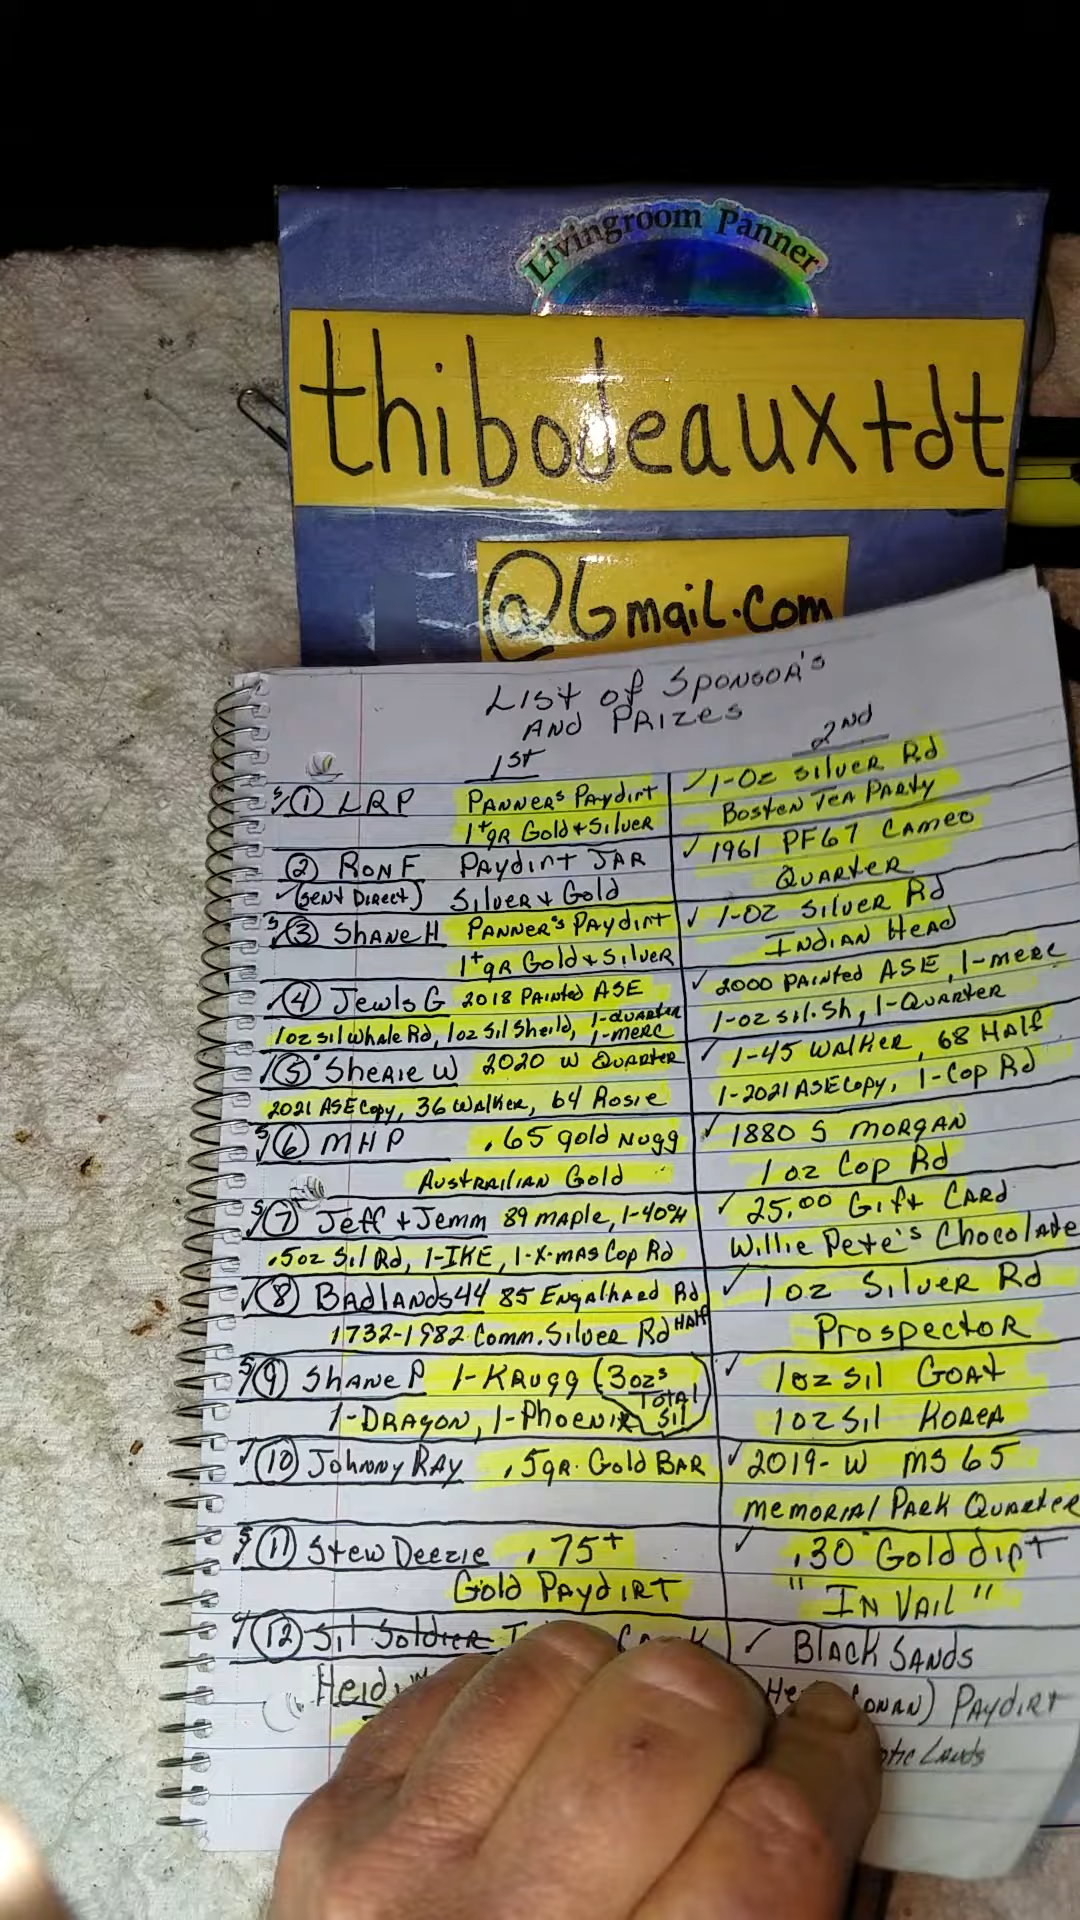 Livingroom Panner
thibodeauxtdt
@Gmail.com
List of Sponsor's
AND PRIZES
1ST 2ND
① LRP Panners Paydirt ✓1-Oz Silver Rd
1+gR Gold+Silver Bosten Tea Party
② Ron F Paydirt JAR ✓ 1961 PF67 Cameo
✓(Sent Direct) Silver+Gold Quarter
③ Shane H Panner's Paydirt ✓ 1-Oz Silver Rd
1+gR Gold+Silver Indian Head
④ Jewls G 2018 Painted ASE ✓ 2000 Painted ASE, 1-merc
1oz sil Whale Rd, 1oz Sil Sheild, 1-quarter 1-merc 1-oz sil.Sh, 1-Quarter
⑤ Sherie W 2020 W Quarter ✓ 1-45 Walker, 68 Half
2021 ASE Copy, 36 Walker, 64 Rosie 1-2021 ASE Copy, 1-Cop Rd
⑥ MHP .65 gold Nugg ✓ 1880 S Morgan
Austrailian Gold 1 oz Cop Rd
⑦ Jeff + Jemm 89 maple, 1-40% ✓ 25.00 Gift Card
.5oz Sil Rd, 1-IKE, 1-X-mas Cop Rd Willie Pete's Chocolate
✓⑧ Badlands44 85 Engalhard Rd ✓ 1 oz Silver Rd
1732-1982 Comm. Silver Rd Half Prospector
⑨ Shane P 1-Krugg (3ozs Total Sil) ✓ 1oz Sil Goat
1-Dragon, 1-Phoenix 1oz Sil Korea
✓⑩ Johnny Ray .5gR. Gold Bar ✓ 2019-W MS 65
Memorial Park Quarter
⑪ Stew Deezie .75+ ✓ .30 Gold dirt
Gold Paydirt "In Vail"
⑫ Sil Soldier ✓ Black Sands
Paydirt